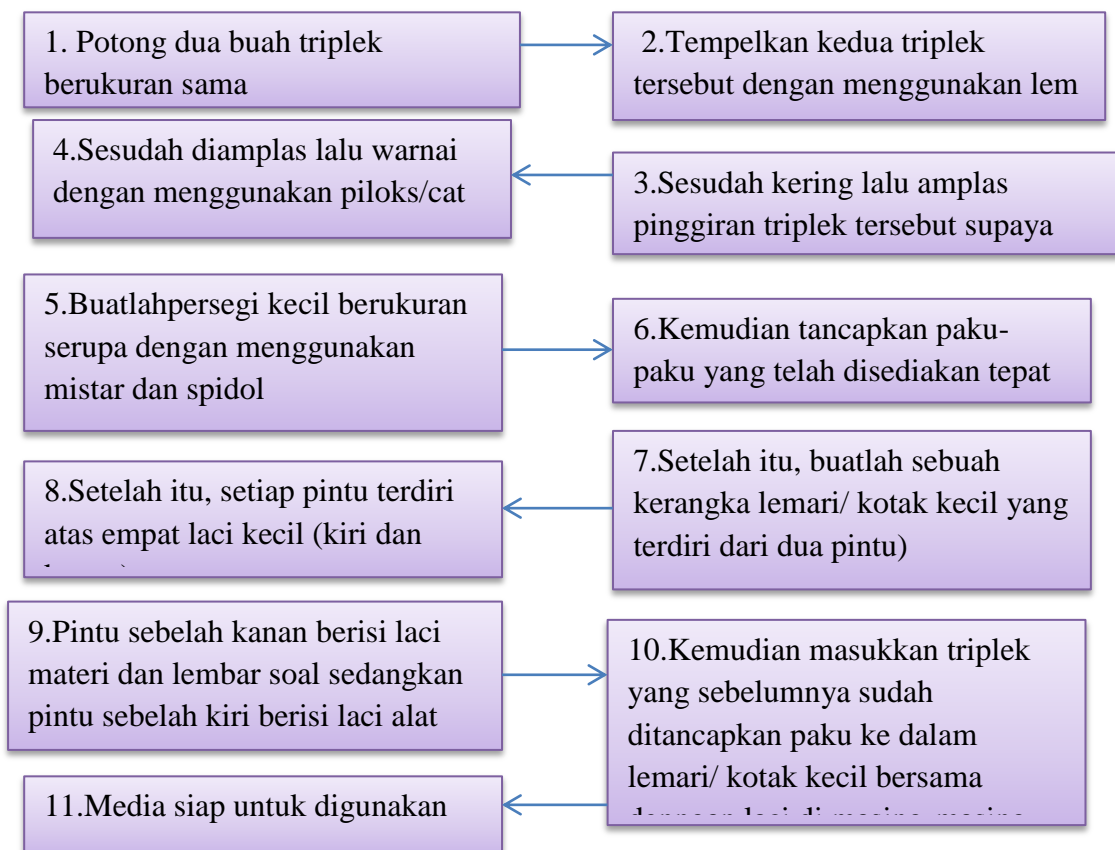 1. Potong dua buah triplek
berukuran sama
2.Tempelkan kedua triplek
tersebut dengan menggunakan lem
3.Sesudah kering lalu amplas
pinggiran triplek tersebut supaya
4.Sesudah diamplas lalu warnai
dengan menggunakan piloks/cat
5.Buatlahpersegi kecil berukuran
serupa dengan menggunakan
mistar dan spidol
6.Kemudian tancapkan paku-
paku yang telah disediakan tepat
7.Setelah itu, buatlah sebuah
kerangka lemari/ kotak kecil yang
terdiri dari dua pintu)
8.Setelah itu, setiap pintu terdiri
atas empat laci kecil (kiri dan
9.Pintu sebelah kanan berisi laci
materi dan lembar soal sedangkan
pintu sebelah kiri berisi laci alat
10.Kemudian masukkan triplek
yang sebelumnya sudah
ditancapkan paku ke dalam
lemari/ kotak kecil bersama
11.Media siap untuk digunakan